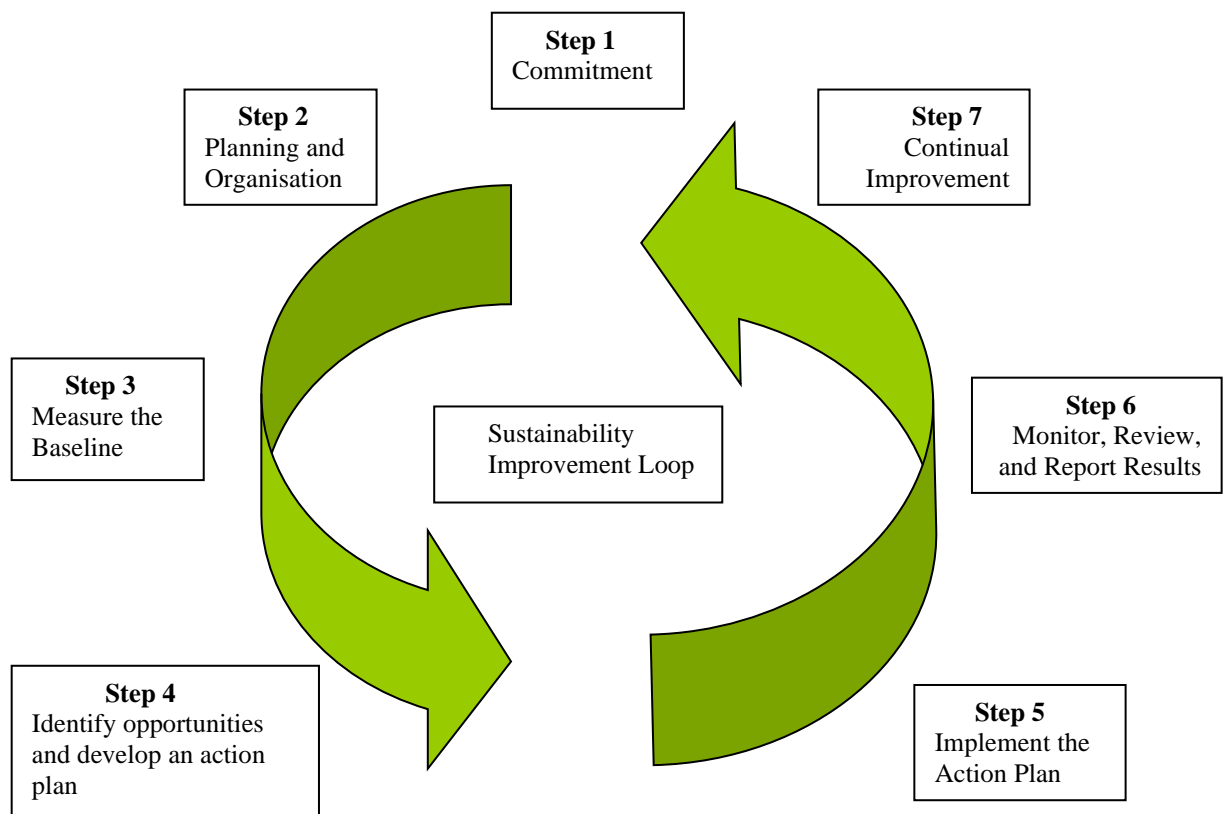 Step 1
Commitment
Step 2
Planning and
Organisation
Step 7
Continual
Improvement
Step 3
Measure the
Baseline
Sustainability
Improvement Loop
Step 6
Monitor, Review,
and Report Results
Step 4
Identify opportunities
and develop an action
plan
Step 5
Implement the
Action Plan